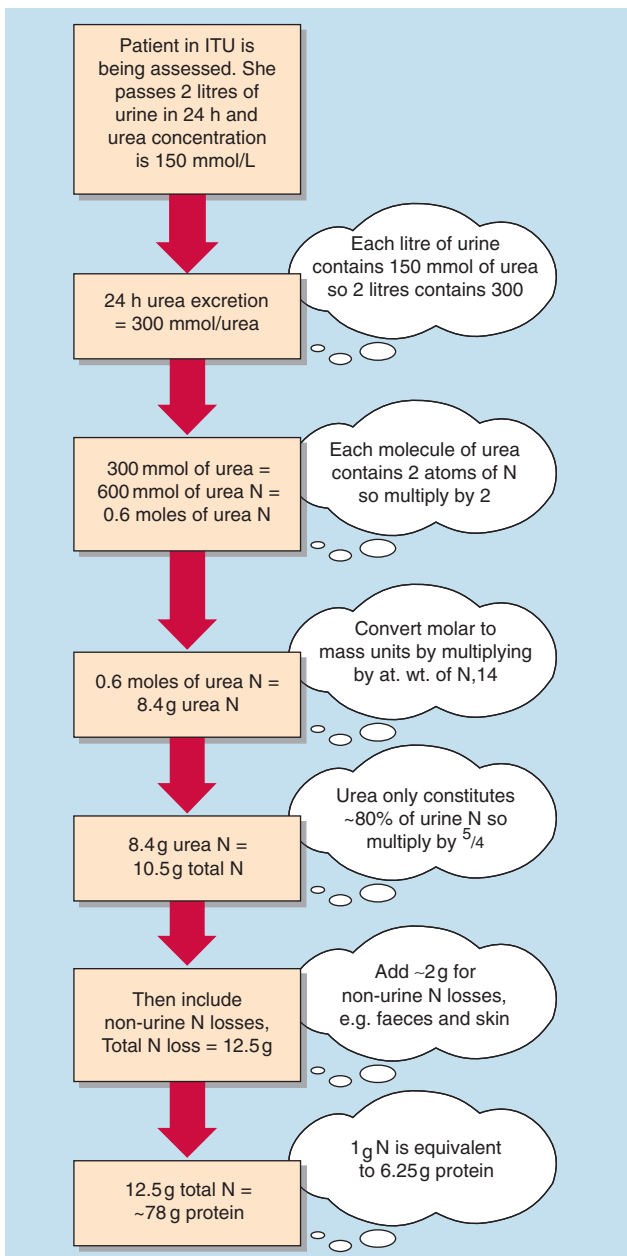 Patient in ITU is
being assessed. She
passes 2 litres of
urine in 24 h and
urea concentration
is 150 mmol/L
Each litre of urine
contains 150 mmol of urea
so 2 litres contains 300
24 h urea excretion
= 300 mmol/urea
Each molecule of urea
contains 2 atoms of N
so multiply by 2
300 mmol of urea =
600 mmol of urea N =
0.6 moles of urea N
Convert molar to
mass units by multiplying
by at. wt. of N,14
0.6 moles of urea N =
8.4 g urea N
Urea only constitutes
~80% of urine N so
multiply by 5/4
8.4 g urea N =
10.5 g total N
Add ~2 g for
non-urine N losses,
e.g. faeces and skin
Then include
non-urine N losses,
Total N loss = 12.5 g
1 g N is equivalent
to 6.25 g protein
12.5 g total N =
~78 g protein